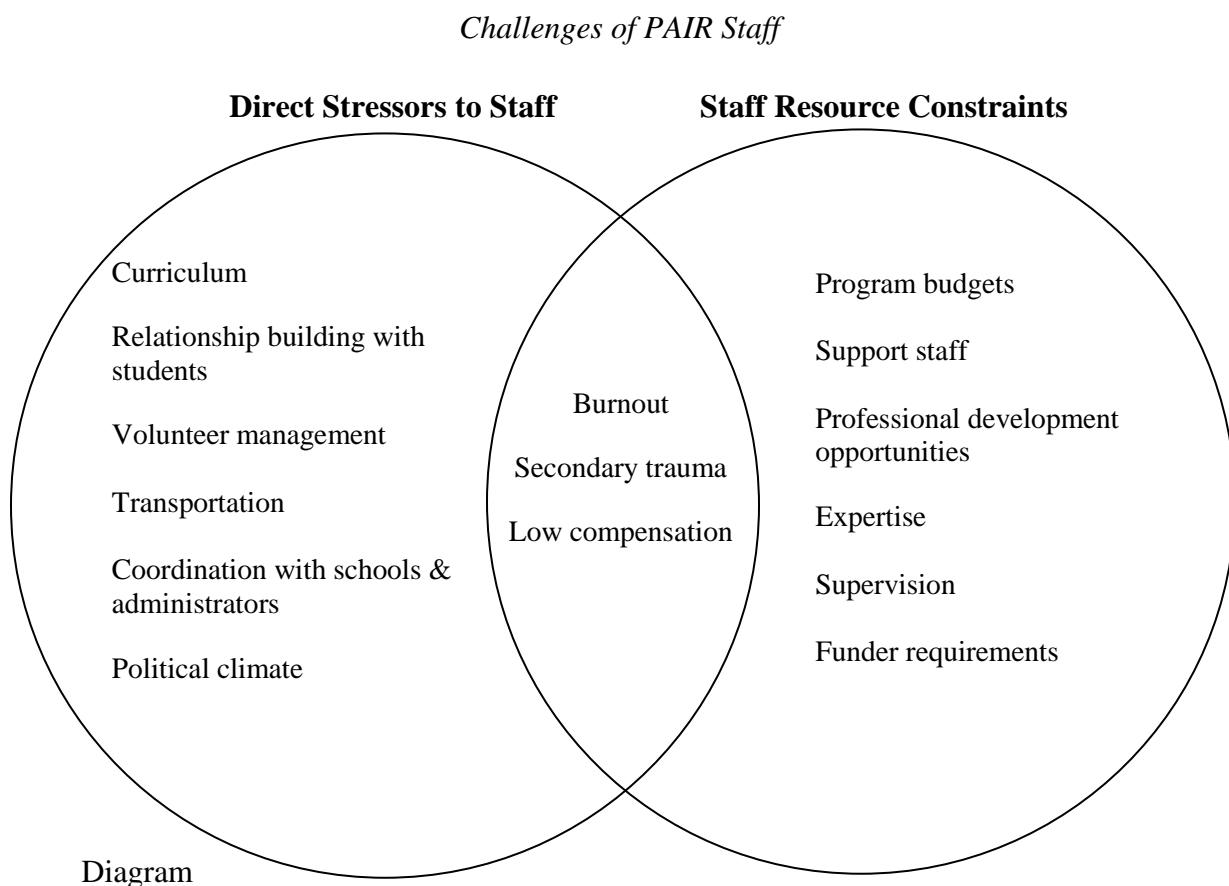 Challenges of PAIR Staff
Direct Stressors to Staff
Staff Resource Constraints
Curriculum
Relationship building with
students
Volunteer management
Transportation
Coordination with schools &
administrators
Political climate
Burnout
Secondary trauma
Low compensation
Program budgets
Support staff
Professional development
opportunities
Expertise
Supervision
Funder requirements
Diagram